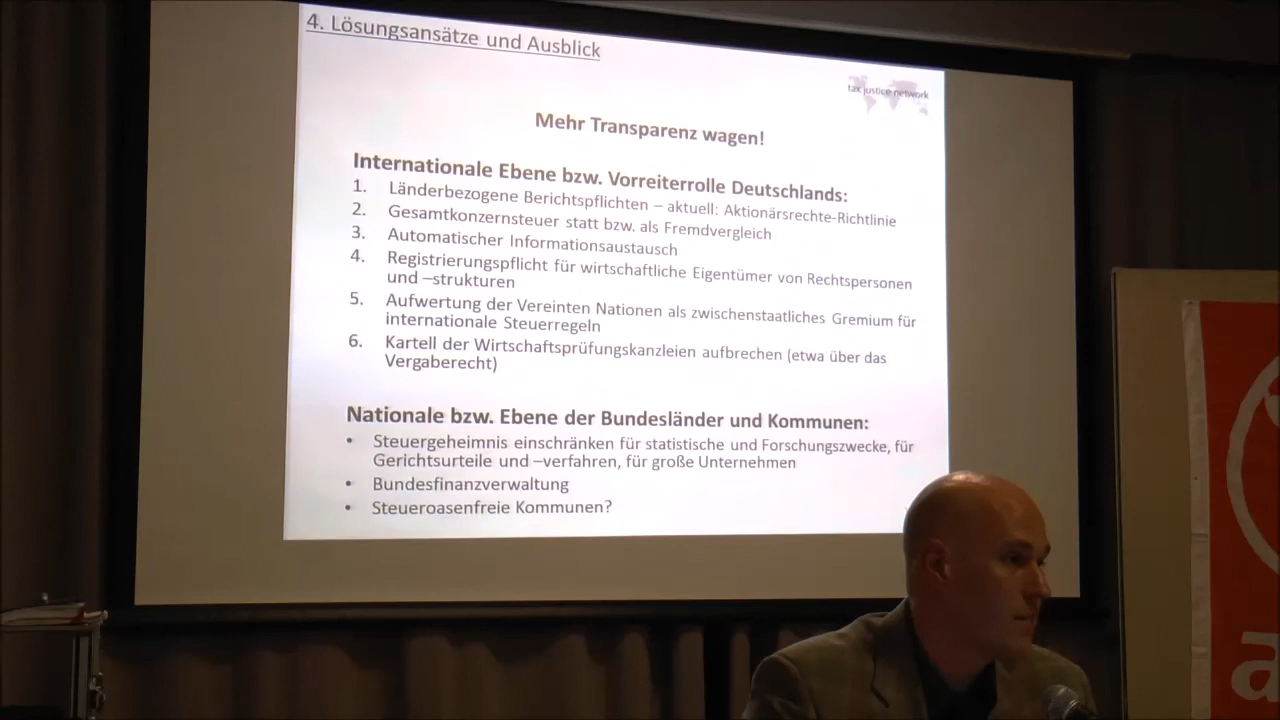 4. Lösungsansätze und Ausblick
tax justice network
Mehr Transparenz wagen!
Internationale Ebene bzw. Vorreiterrolle Deutschlands:
1. Länderbezogene Berichtspflichten – aktuell: Aktionärsrechte-Richtlinie
2. Gesamtkonzernsteuer statt bzw. als Fremdvergleich
3. Automatischer Informationsaustausch
4. Registrierungspflicht für wirtschaftliche Eigentümer von Rechtspersonen
und –strukturen
5. Aufwertung der Vereinten Nationen als zwischenstaatliches Gremium für
internationale Steuerregeln
6. Kartell der Wirtschaftsprüfungskanzleien aufbrechen (etwa über das
Vergaberecht)
Nationale bzw. Ebene der Bundesländer und Kommunen:
• Steuergeheimnis einschränken für statistische und Forschungszwecke, für
Gerichtsurteile und –verfahren, für große Unternehmen
• Bundesfinanzverwaltung
• Steueroasenfreie Kommunen?
a